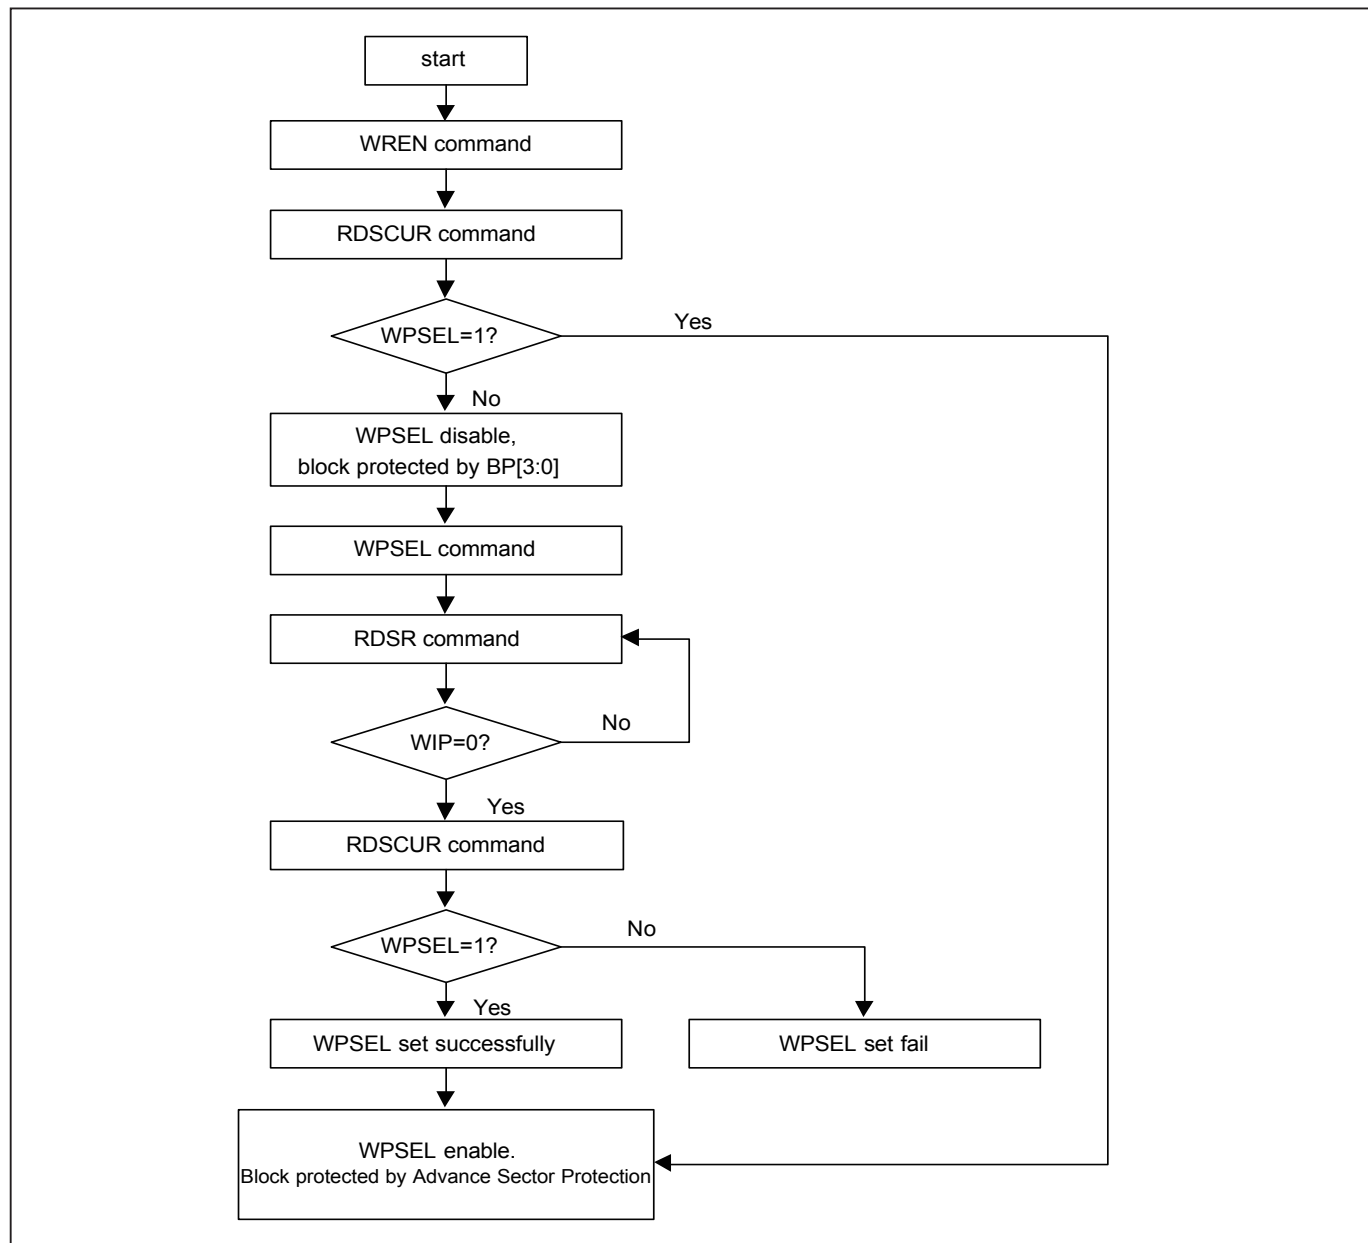 start
WREN command
RDSCUR command
WPSEL=1?
Yes
No
WPSEL disable,
block protected by BP[3:0]
WPSEL command
RDSR command
WIP=0?
No
Yes
RDSCUR command
WPSEL=1?
No
Yes
WPSEL set successfully
WPSEL set fail
WPSEL enable.
Block protected by Advance Sector Protection